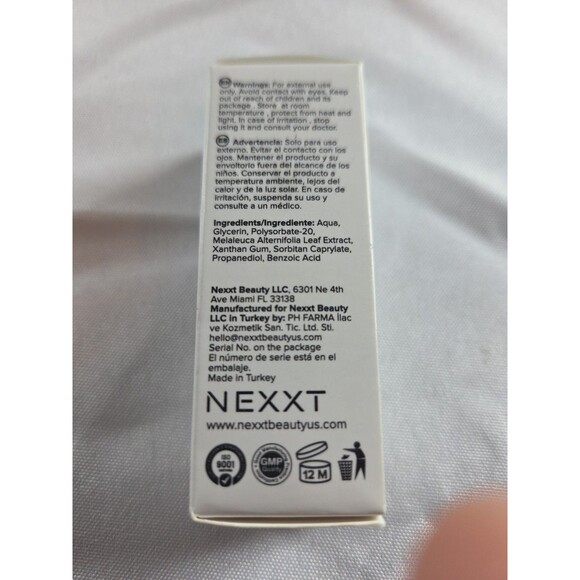 EN Warnings: For external use
only. Avoid contact with eyes. Keep
out of reach of children and its
package , Store at room
temperature , protect from heat and
light. In case of irritation , stop
using it and consult your doctor.
ES Advertencia: Solo para uso
externo. Evitar el contacto con los
ojos. Mantener el producto y su
envoltorio fuera del alcance de los
niños. Conservar el producto a
temperatura ambiente, lejos del
calor y de la luz solar. En caso de
irritación, suspenda su uso y
consulte a un médico.
Ingredients/Ingrediente: Aqua,
Glycerin, Polysorbate-20,
Melaleuca Alternifolia Leaf Extract,
Xanthan Gum, Sorbitan Caprylate,
Propanediol, Benzoic Acid
Nexxt Beauty LLC, 6301 Ne 4th
Ave Miami FL 33138
Manufactured for Nexxt Beauty
LLC in Turkey by: PH FARMA İlac
ve Kozmetik San. Tic. Ltd. Sti.
hello@nexxtbeautyus.com
Serial No. on the package
El número de serie está en el
embalaje.
Made in Turkey
NEXXT
www.nexxtbeautyus.com
ISO
9001
GMP
Quality
12 M